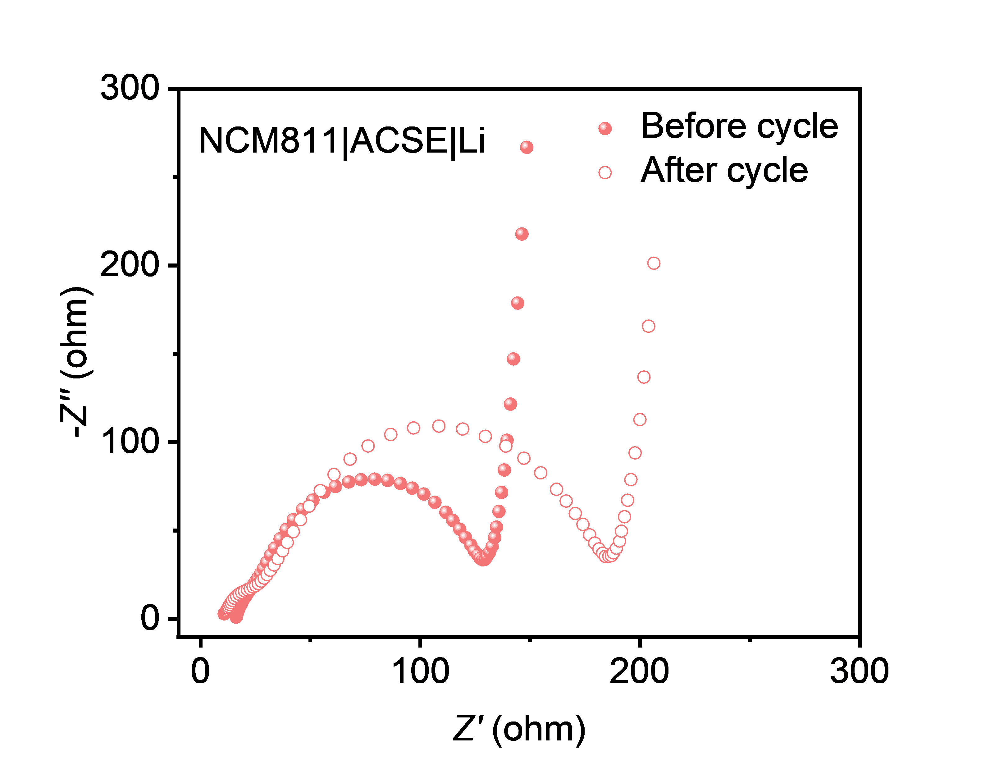 300
NCM811|ACSE|Li
Before cycle
After cycle
200
100
0
-Z" (ohm)
0 100 200 300
Z' (ohm)